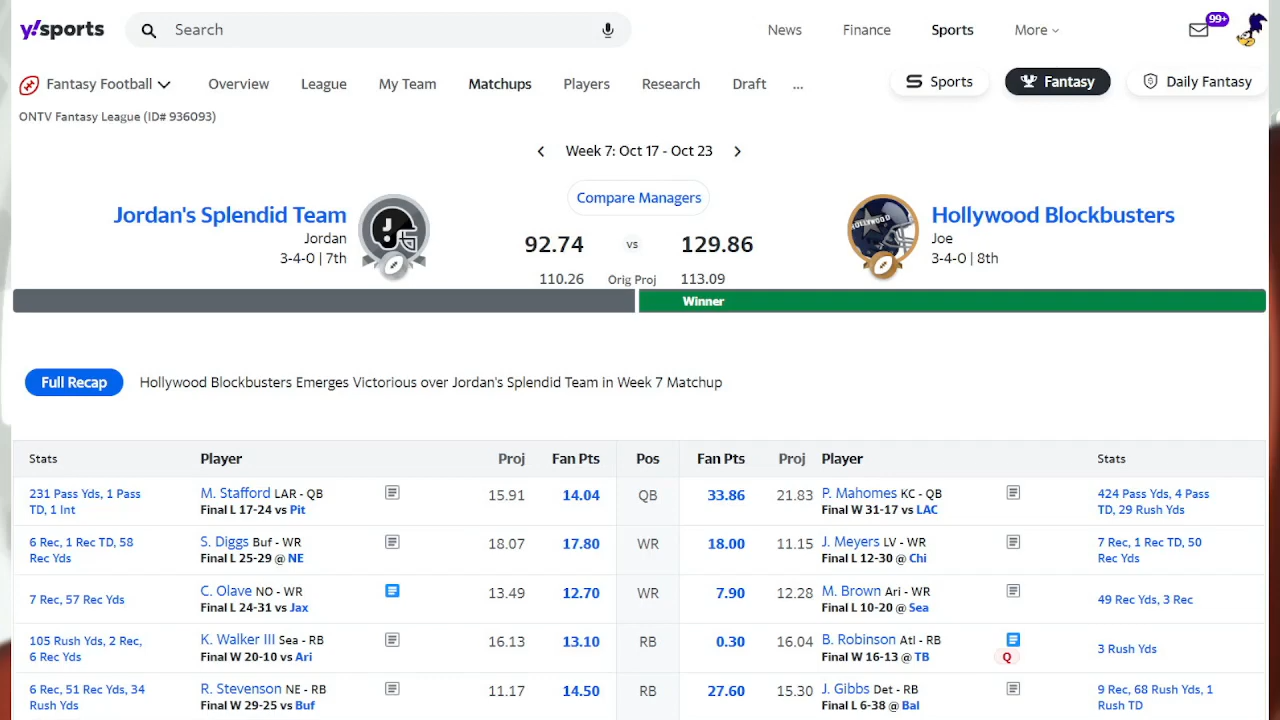 y!sports
Search
News
Finance
Sports
More
99+
Fantasy Football
Overview
League
My Team
Matchups
Players
Research
Draft
...
Sports
Fantasy
Daily Fantasy
ONTV Fantasy League (ID# 936093)
Week 7: Oct 17 - Oct 23
Compare Managers
Jordan's Splendid Team
Jordan
3-4-0 | 7th
J
92.74 vs 129.86
110.26 Orig Proj 113.09
HOLLYWOOD
Hollywood Blockbusters
Joe
3-4-0 | 8th
Winner
Full Recap Hollywood Blockbusters Emerges Victorious over Jordan's Splendid Team in Week 7 Matchup
Stats Player Proj Fan Pts Pos Fan Pts Proj Player Stats
231 Pass Yds, 1 Pass M. Stafford LAR - QB 15.91 14.04 QB 33.86 21.83 P. Mahomes KC - QB 424 Pass Yds, 4 Pass
TD, 1 Int Final L 17-24 vs Pit Final W 31-17 vs LAC TD, 29 Rush Yds
6 Rec, 1 Rec TD, 58 S. Diggs Buf - WR 18.07 17.80 WR 18.00 11.15 J. Meyers LV - WR 7 Rec, 1 Rec TD, 50
Rec Yds Final L 25-29 @ NE Final L 12-30 @ Chi Rec Yds
7 Rec, 57 Rec Yds C. Olave NO - WR 13.49 12.70 WR 7.90 12.28 M. Brown Ari - WR 49 Rec Yds, 3 Rec
Final L 24-31 vs Jax Final L 10-20 @ Sea
105 Rush Yds, 2 Rec, K. Walker III Sea - RB 16.13 13.10 RB 0.30 16.04 B. Robinson Atl - RB 3 Rush Yds
6 Rec Yds Final W 20-10 vs Ari Final W 16-13 @ TB Q
6 Rec, 51 Rec Yds, 34 R. Stevenson NE - RB 11.17 14.50 RB 27.60 15.30 J. Gibbs Det - RB 9 Rec, 68 Rush Yds, 1
Rush Yds Final W 29-25 vs Buf Final L 6-38 @ Bal Rush TD